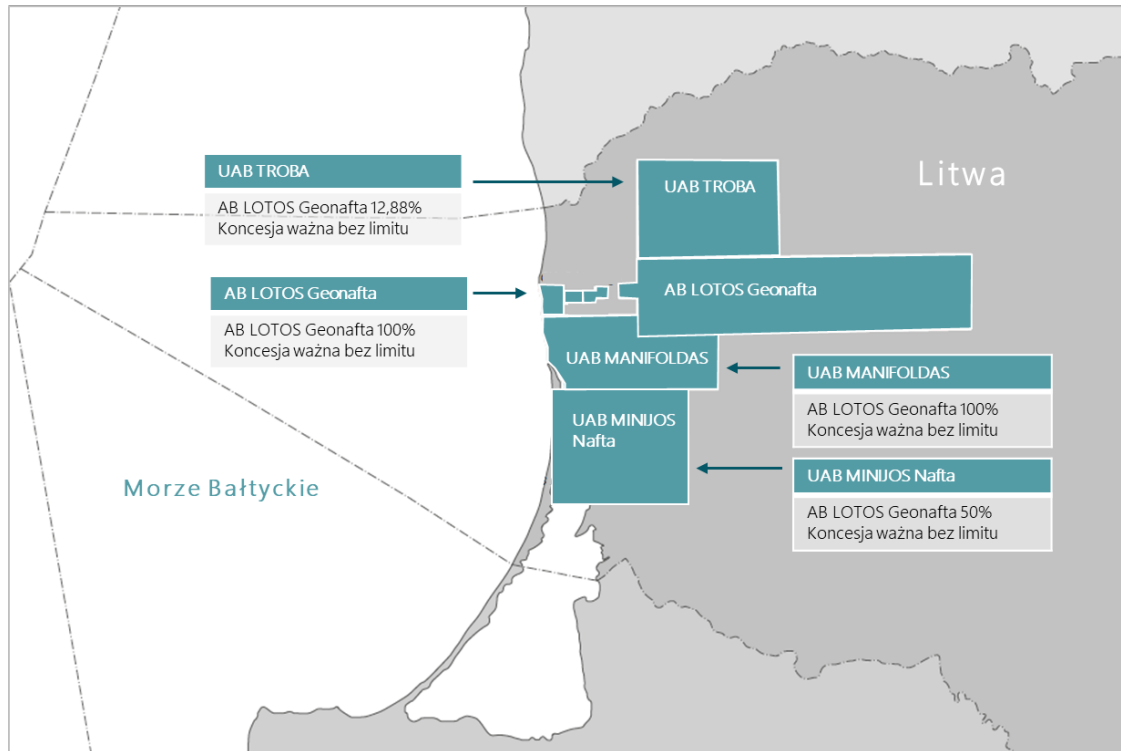 UAB TROBA
AB LOTOS Geonafta 12,88%
Koncesja ważna bez limitu
UAB TROBA
Litwa
AB LOTOS Geonafta
AB LOTOS Geonafta 100%
Koncesja ważna bez limitu
AB LOTOS Geonafta
UAB MANIFOLDAS
UAB MANIFOLDAS
AB LOTOS Geonafta 100%
Koncesja ważna bez limitu
UAB MINIJOS
Nafta
UAB MINIJOS Nafta
AB LOTOS Geonafta 50%
Koncesja ważna bez limitu
Morze Bałtyckie